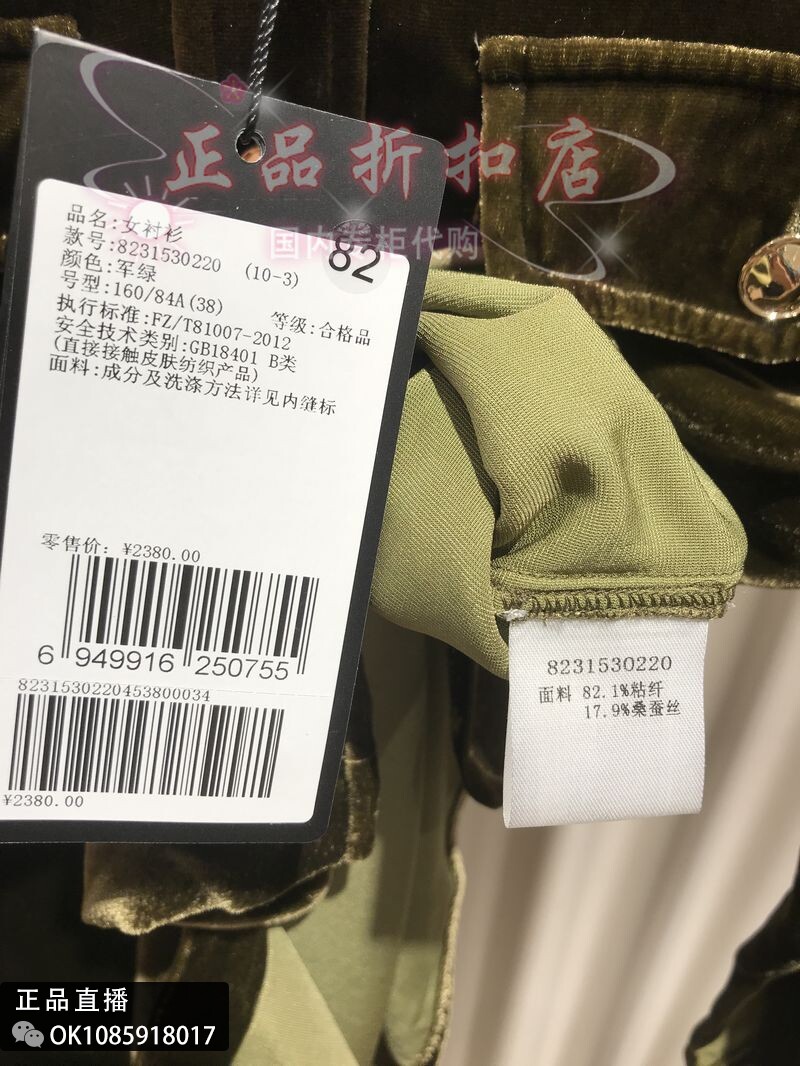 正品折扣店
国内专柜代购
82
品名:女衬衫
款号:8231530220 (10-3)
颜色:军绿
号型:160/84A(38) 等级:合格品
执行标准:FZ/T81007-2012
安全技术类别:GB18401 B类
(直接接触皮肤纺织产品)
面料:成分及洗涤方法详见内缝标
零售价: ¥2380.00
6 949916 250755
8231530220453800034
¥2380.00
8231530220
面料 82.1%粘纤
17.9%桑蚕丝
正品直播
OK1085918017